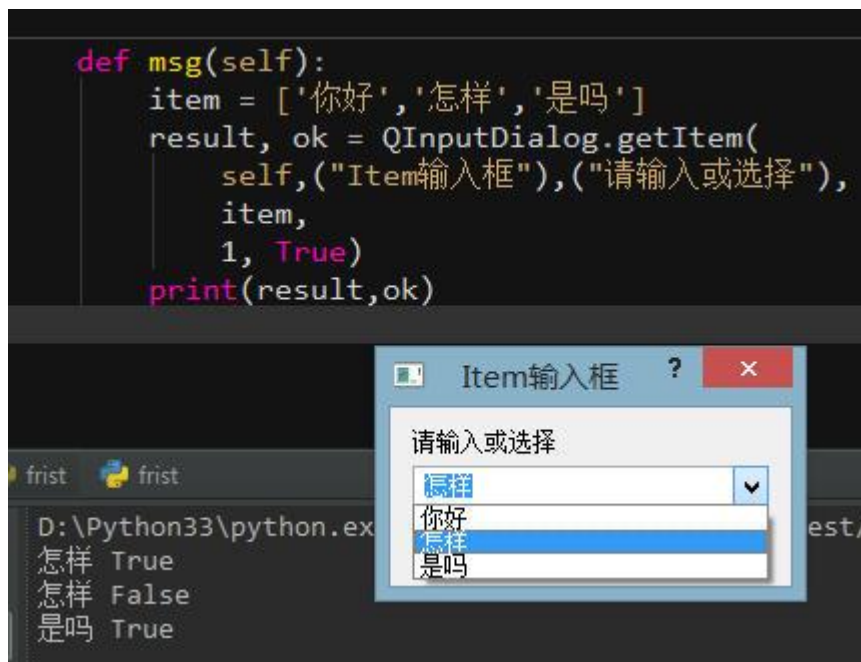 def msg(self):
item = ['你好','怎样','是吗']
result, ok = QInputDialog.getItem(
self,("Item输入框"),("请输入或选择"),
item,
1, True)
print(result,ok)
Item输入框 ?
请输入或选择
怎样
你好
怎样
是吗
frist frist
D:\Python33\python.ex est/
怎样 True
怎样 False
是吗 True